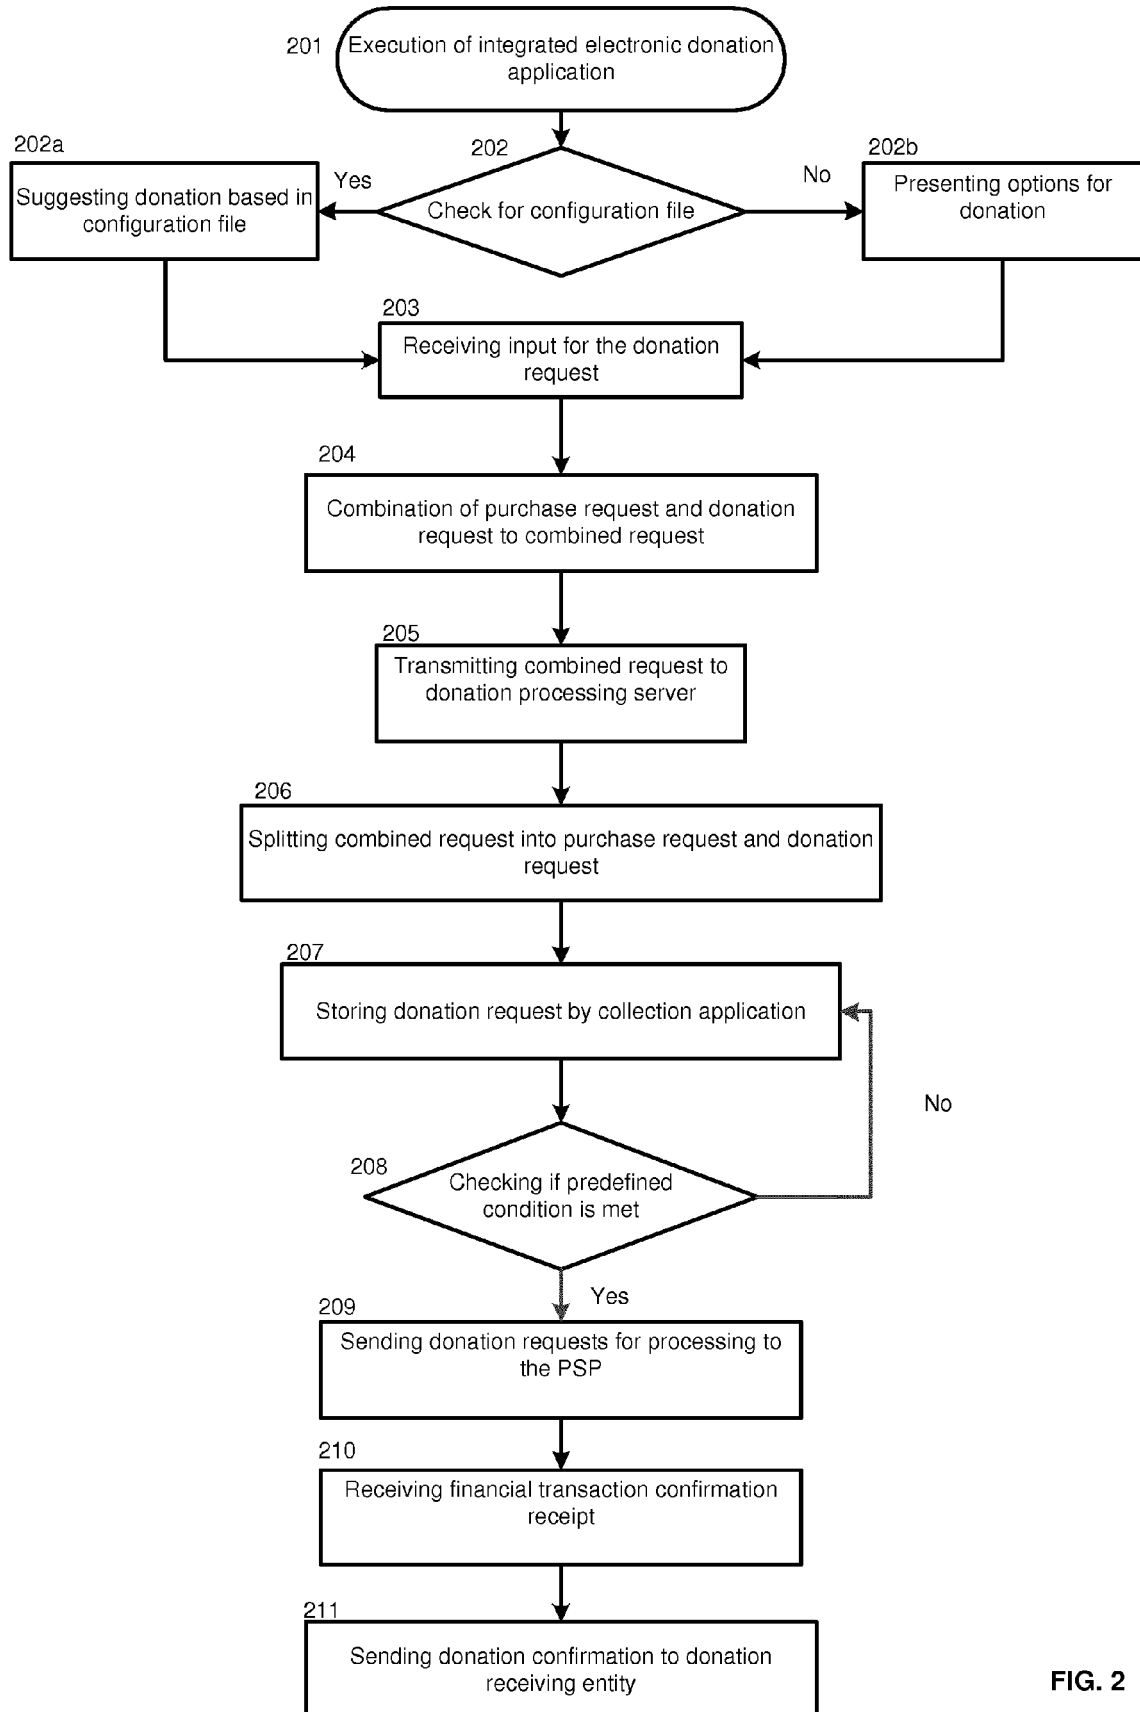 201
Execution of integrated electronic donation
application
202a
202
202b
Yes
No
Suggesting donation based in
configuration file
Check for configuration file
Presenting options for
donation
203
Receiving input for the donation
request
204
Combination of purchase request and donation
request to combined request
205
Transmitting combined request to
donation processing server
206
Splitting combined request into purchase request and donation
request
207
Storing donation request by collection application
No
208
Checking if predefined
condition is met
Yes
209
Sending donation requests for processing to
the PSP
210
Receiving financial transaction confirmation
receipt
211
Sending donation confirmation to donation
receiving entity
FIG. 2